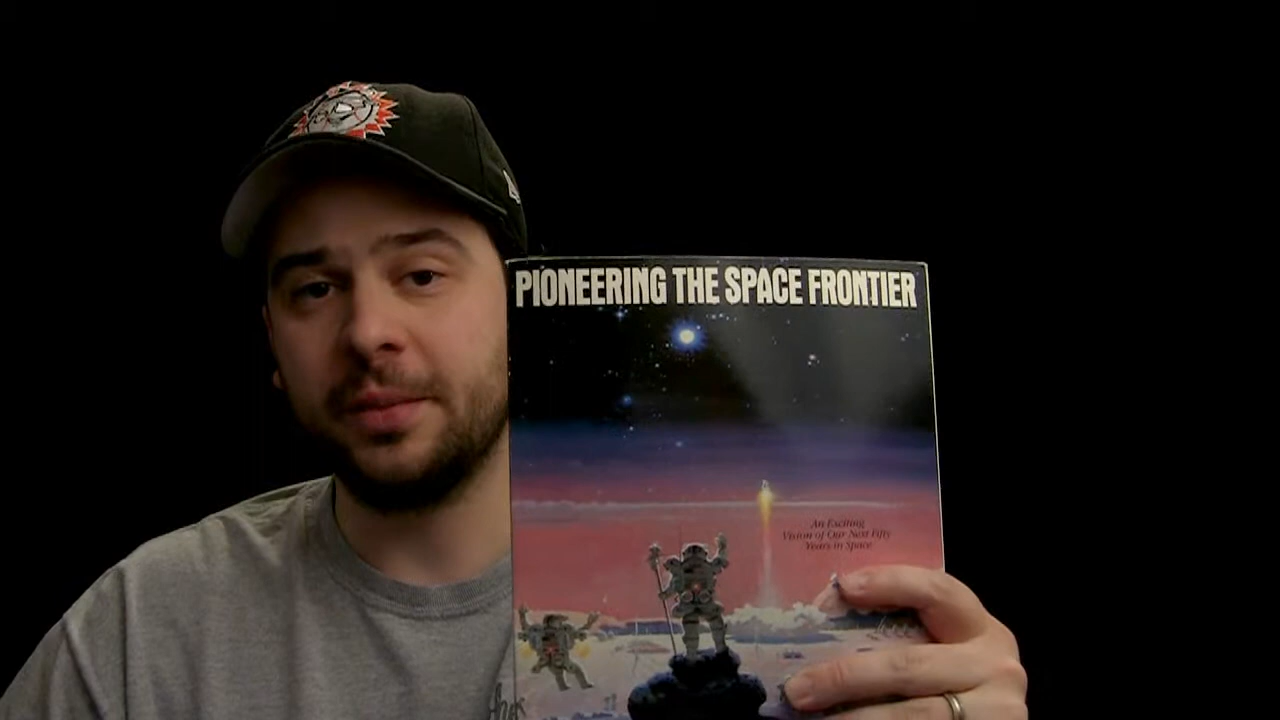 PIONEERING THE SPACE FRONTIER
An Exciting
Vision of Our Next Fifty
Years in Space